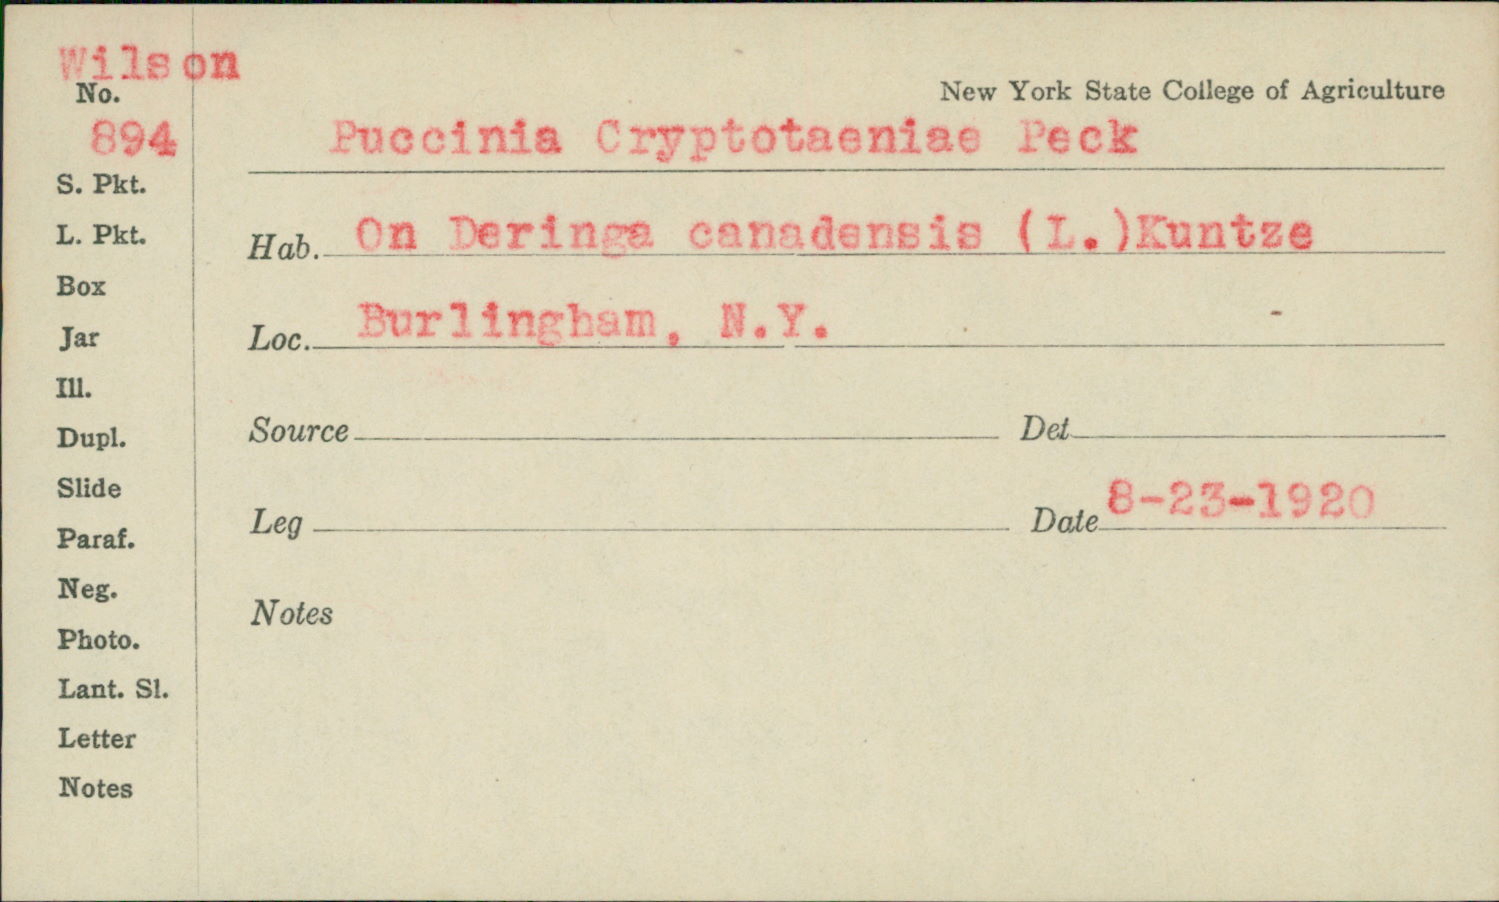 Wilson
No.
New York State College of Agriculture
894
Puccinia Cryptotaeniae Peck
S. Pkt.
L. Pkt.
Hab. On Deringa canadensis (L.)Kuntze
Box
Jar
Loc. Burlingham, N.Y.
Ill.
Dupl.
Source Det
Slide
Leg Date 8-23-1920
Paraf.
Neg.
Notes
Photo.
Lant. Sl.
Letter
Notes